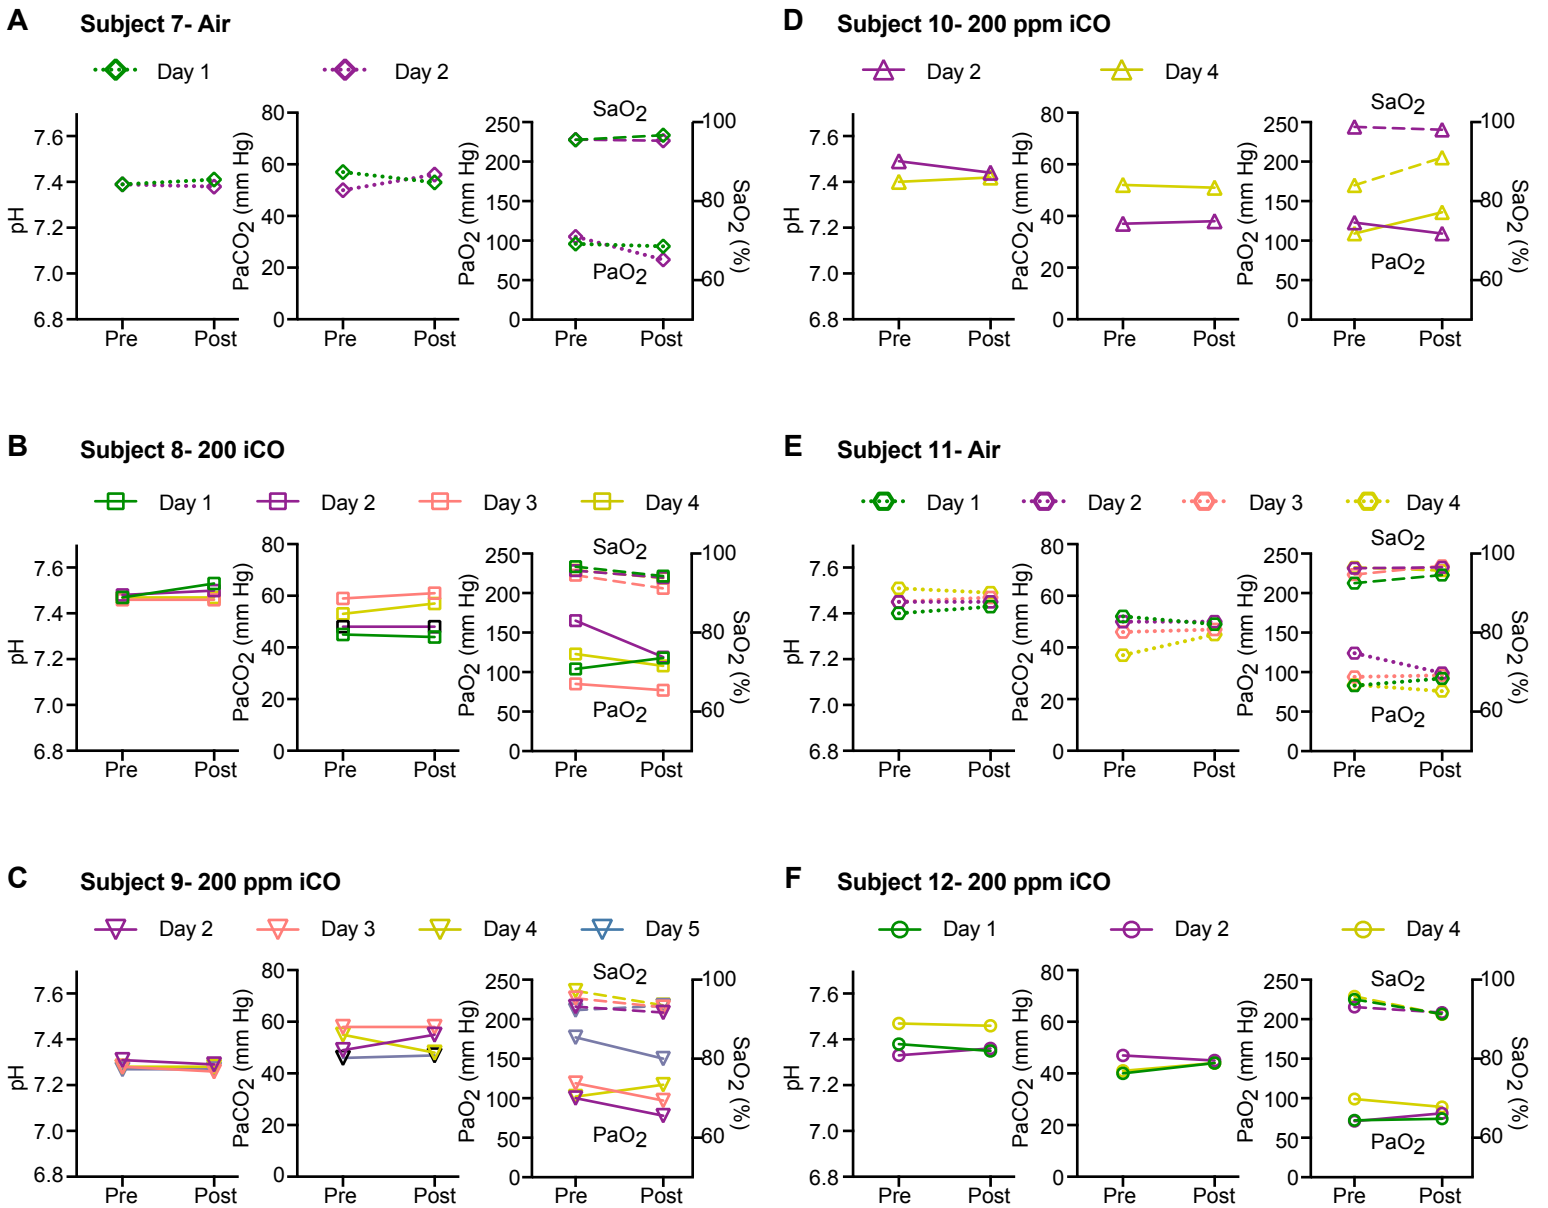 A Subject 7- Air
Day 1 Day 2
pH
7.6
7.4
7.2
7.0
6.8
Pre Post
PaCO2 (mm Hg)
80
60
40
20
0
Pre Post
PaO2 (mm Hg)
250
200
150
100
50
0
SaO2
PaO2
Pre Post
100
80
60
SaO2 (%)
D Subject 10- 200 ppm iCO
Day 2 Day 4
pH
7.6
7.4
7.2
7.0
6.8
Pre Post
PaCO2 (mm Hg)
80
60
40
20
0
Pre Post
PaO2 (mm Hg)
250
200
150
100
50
0
SaO2
PaO2
Pre Post
100
80
60
SaO2 (%)
B Subject 8- 200 iCO
Day 1 Day 2 Day 3 Day 4
pH
7.6
7.4
7.2
7.0
6.8
Pre Post
PaCO2 (mm Hg)
80
60
40
20
0
Pre Post
PaO2 (mm Hg)
250
200
150
100
50
0
SaO2
PaO2
Pre Post
100
80
60
SaO2 (%)
E Subject 11- Air
Day 1 Day 2 Day 3 Day 4
pH
7.6
7.4
7.2
7.0
6.8
Pre Post
PaCO2 (mm Hg)
80
60
40
20
0
Pre Post
PaO2 (mm Hg)
250
200
150
100
50
0
SaO2
PaO2
Pre Post
100
80
60
SaO2 (%)
C Subject 9- 200 ppm iCO
Day 2 Day 3 Day 4 Day 5
pH
7.6
7.4
7.2
7.0
6.8
Pre Post
PaCO2 (mm Hg)
80
60
40
20
0
Pre Post
PaO2 (mm Hg)
250
200
150
100
50
0
SaO2
PaO2
Pre Post
100
80
60
SaO2 (%)
F Subject 12- 200 ppm iCO
Day 1 Day 2 Day 4
pH
7.6
7.4
7.2
7.0
6.8
Pre Post
PaCO2 (mm Hg)
80
60
40
20
0
Pre Post
PaO2 (mm Hg)
250
200
150
100
50
0
SaO2
PaO2
Pre Post
100
80
60
SaO2 (%)